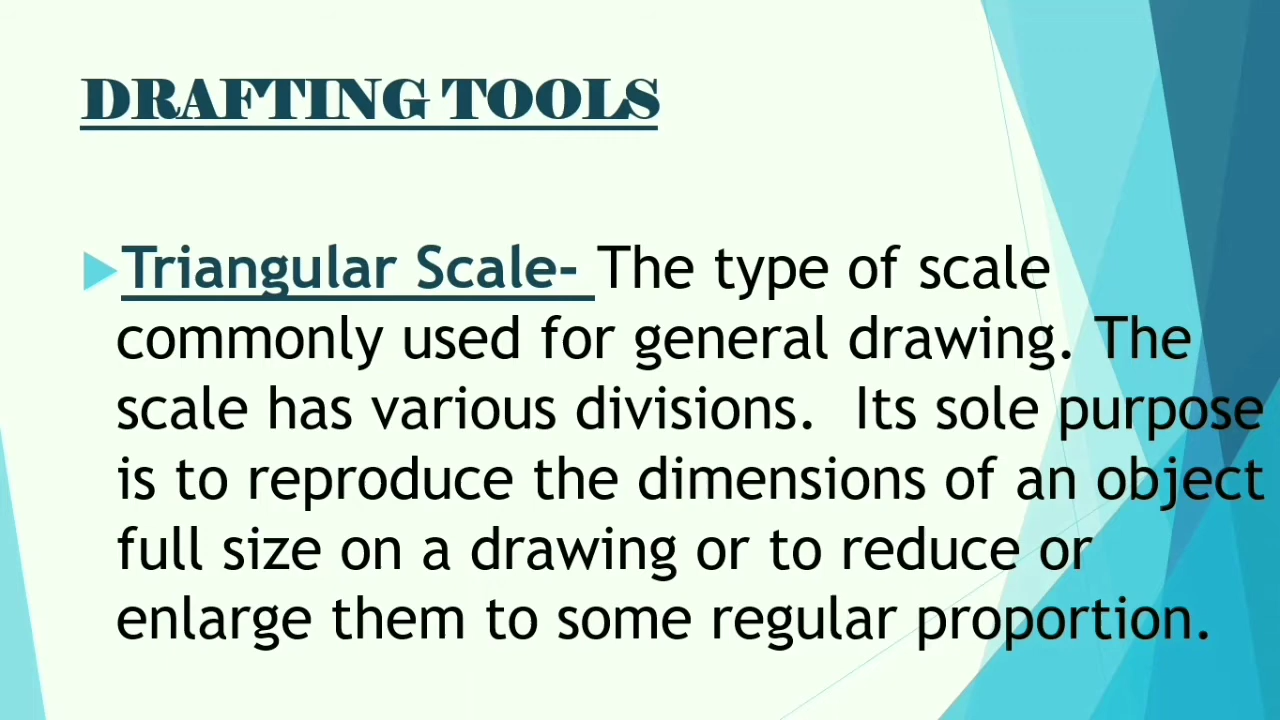 DRAFTING TOOLS
Triangular Scale- The type of scale
commonly used for general drawing. The
scale has various divisions. Its sole purpose
is to reproduce the dimensions of an object
full size on a drawing or to reduce or
enlarge them to some regular proportion.